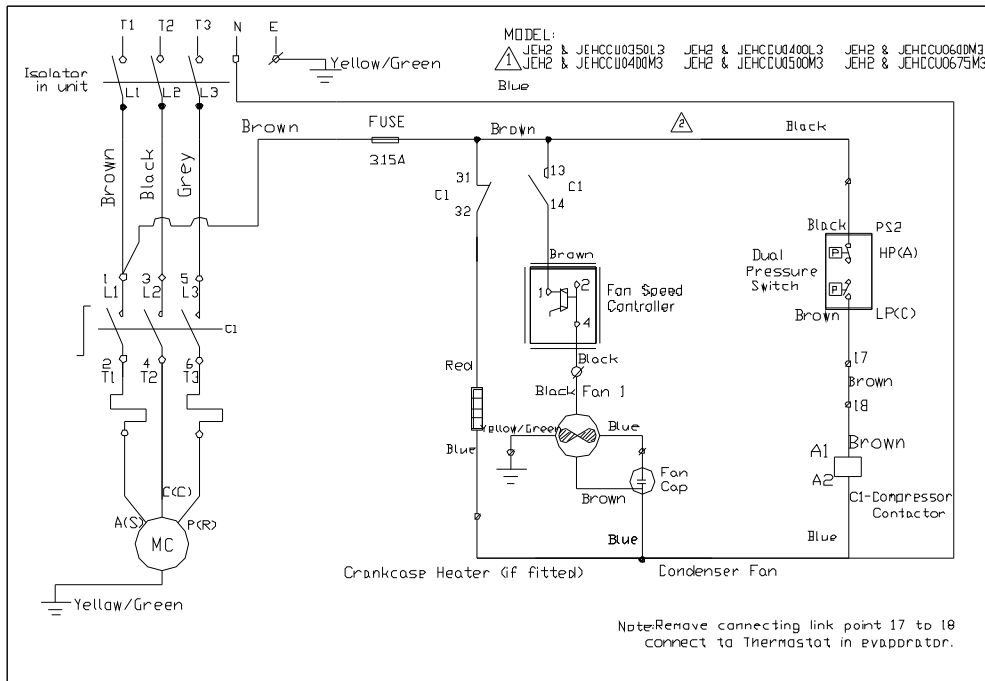 T1 T2 T3 N E
MODEL:
JEH2 & JEHCCU0350L3 JEH2 & JEHCCU0400L3 JEH2 & JEHCCU0600M3
1 JEH2 & JEHCCU0400M3 JEH2 & JEHCCU0500M3 JEH2 & JEHCCU0675M3
Yellow/Green
Isolator
in unit
Blue
L1 L2 L3
Brown
FUSE
3.15A
Brown
2
Black
Brown
Black
Grey
31
C1
32
13
C1
14
Black
PS2
HP(A)
P
Dual
Pressure
Switch
P
LP(C)
Brown
Brown
1 2
4
Fan Speed
Controller
1 3 5
L1 L2 L3
C1
2 4 6
T1 T2 T3
Black
Red
Black Fan 1
17
Brown
18
Yellow/Green
Blue
Blue
Fan
Cap
Brown
A1
Brown
A2
C1-Compressor
Contactor
C(C)
A(S)
P(R)
MC
Blue
Blue
Crankcase Heater (if fitted)
Condenser Fan
Yellow/Green
Note:Remove connecting link point 17 to 18
connect to Thermostat in evaporator.